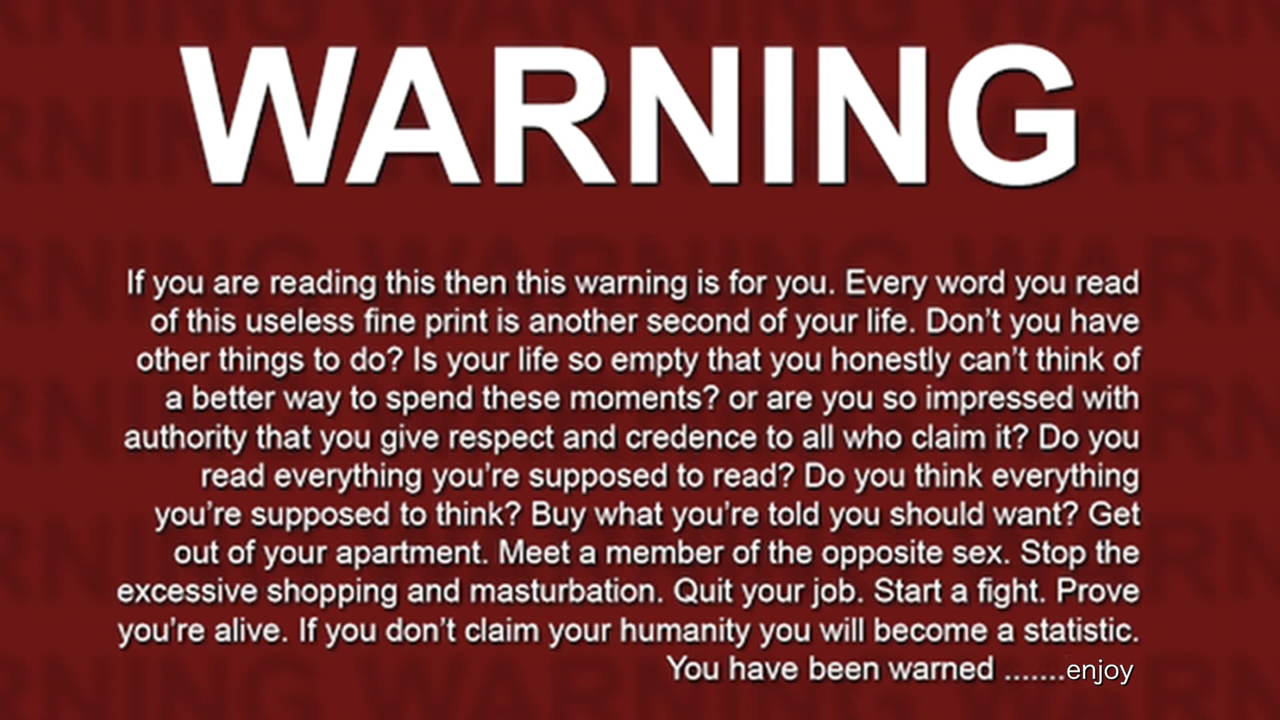 WARNING
If you are reading this then this warning is for you. Every word you read
of this useless fine print is another second of your life. Don’t you have
other things to do? Is your life so empty that you honestly can’t think of
a better way to spend these moments? or are you so impressed with
authority that you give respect and credence to all who claim it? Do you
read everything you’re supposed to read? Do you think everything
you’re supposed to think? Buy what you’re told you should want? Get
out of your apartment. Meet a member of the opposite sex. Stop the
excessive shopping and masturbation. Quit your job. Start a fight. Prove
you’re alive. If you don’t claim your humanity you will become a statistic.
You have been warned .......enjoy